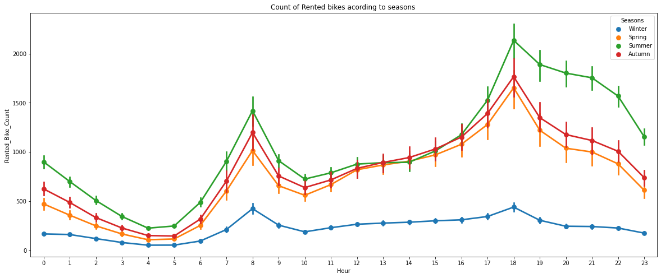 Count of Rented bikes acording to seasons
Seasons
Winter
Spring
Summer
Autumn
Rented_Bike_Count
2000
1500
1000
500
0
0 1 2 3 4 5 6 7 8 9 10 11 12 13 14 15 16 17 18 19 20 21 22 23
Hour